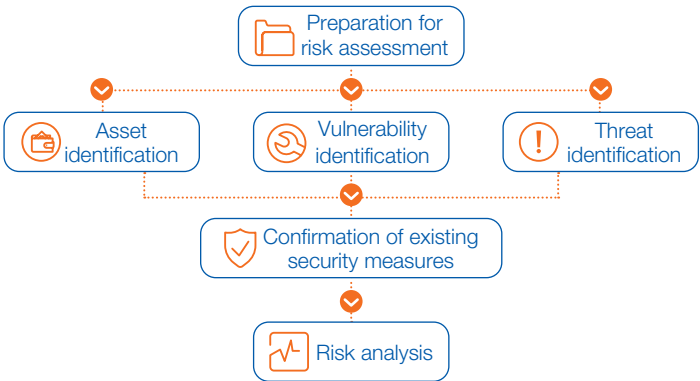 Preparation for
risk assessment
Asset
identification
Vulnerability
identification
Threat
identification
Confirmation of existing
security measures
Risk analysis